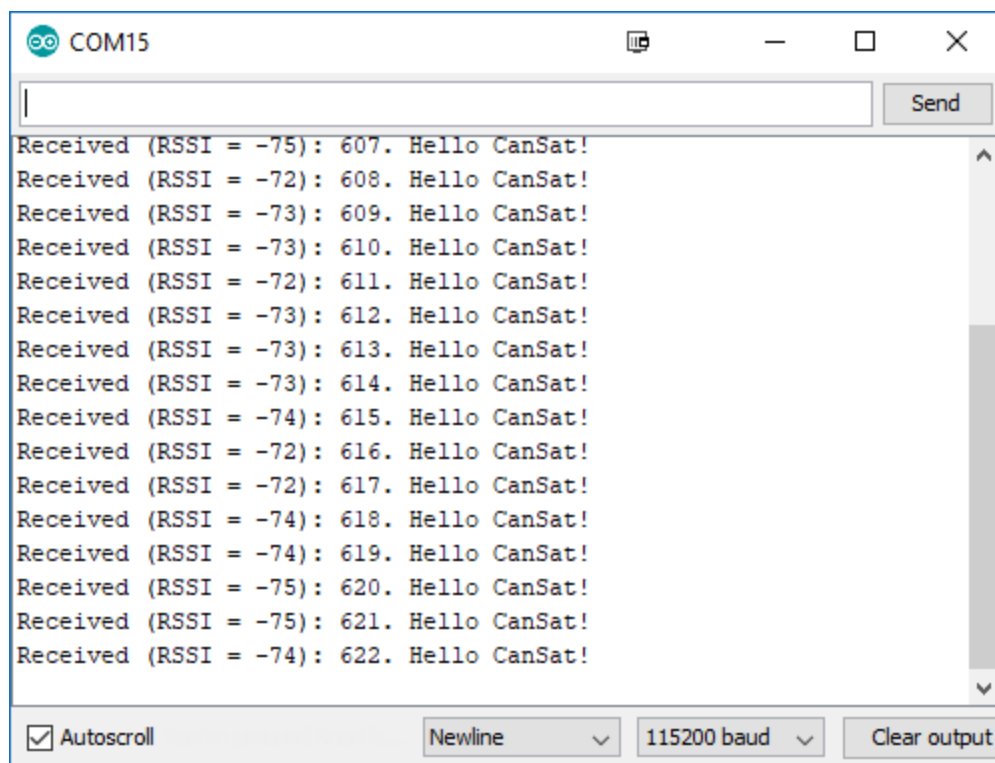 COM15
Send
Received (RSSI = -75): 607. Hello CanSat!
Received (RSSI = -72): 608. Hello CanSat!
Received (RSSI = -73): 609. Hello CanSat!
Received (RSSI = -73): 610. Hello CanSat!
Received (RSSI = -72): 611. Hello CanSat!
Received (RSSI = -73): 612. Hello CanSat!
Received (RSSI = -73): 613. Hello CanSat!
Received (RSSI = -73): 614. Hello CanSat!
Received (RSSI = -74): 615. Hello CanSat!
Received (RSSI = -72): 616. Hello CanSat!
Received (RSSI = -72): 617. Hello CanSat!
Received (RSSI = -74): 618. Hello CanSat!
Received (RSSI = -74): 619. Hello CanSat!
Received (RSSI = -75): 620. Hello CanSat!
Received (RSSI = -75): 621. Hello CanSat!
Received (RSSI = -74): 622. Hello CanSat!
Autoscroll Newline 115200 baud Clear output